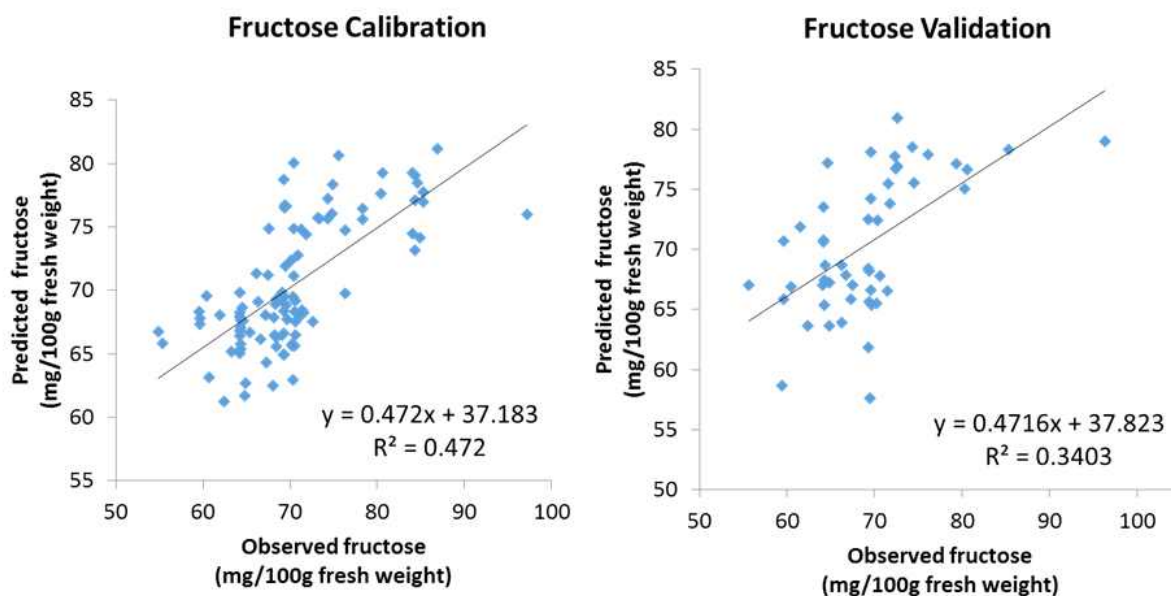 Fructose Calibration
85
80
75
70
65
60
55
50
60
70
80
90
100
Predicted fructose
(mg/100g fresh weight)
Observed fructose
(mg/100g fresh weight)
y = 0.472x + 37.183
R² = 0.472
Fructose Validation
85
80
75
70
65
60
55
50
50
60
70
80
90
100
Predicted fructose
(mg/100g fresh weight)
Observed fructose
(mg/100g fresh weight)
y = 0.4716x + 37.823
R² = 0.3403